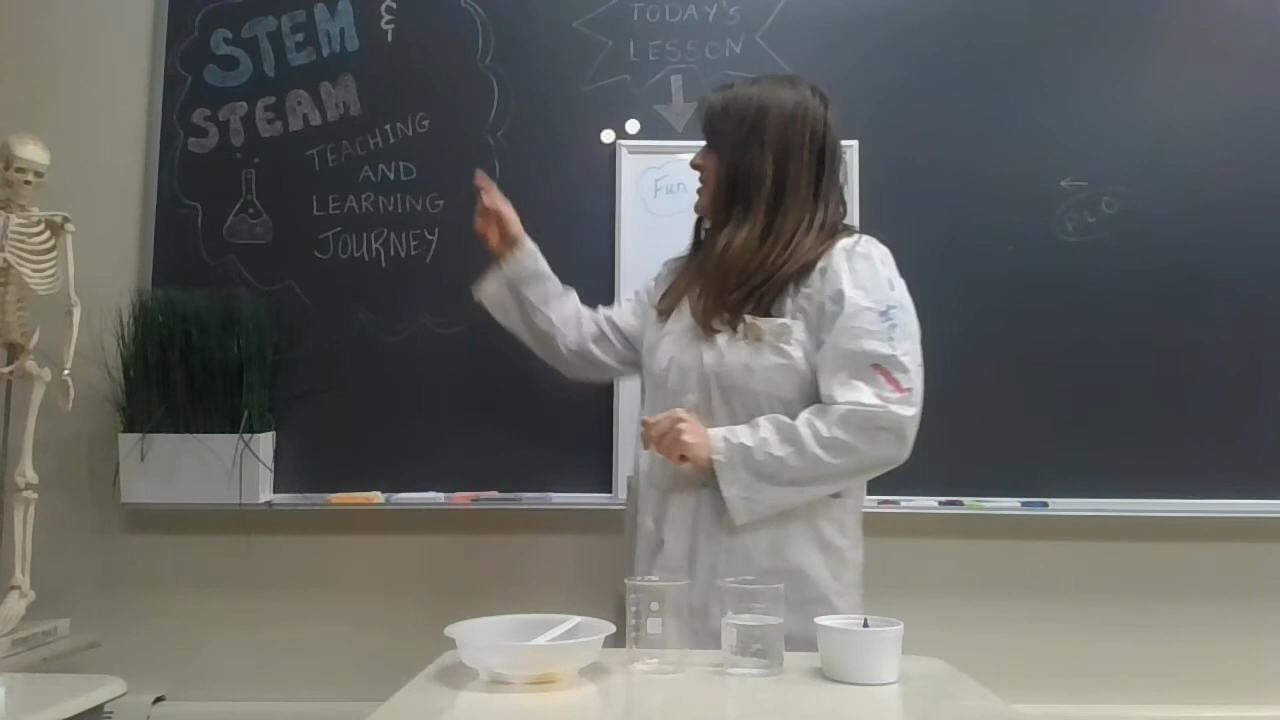 STEM &
STEAM
TEACHING
AND
LEARNING
JOURNEY
TODAY'S
LESSON
Fun